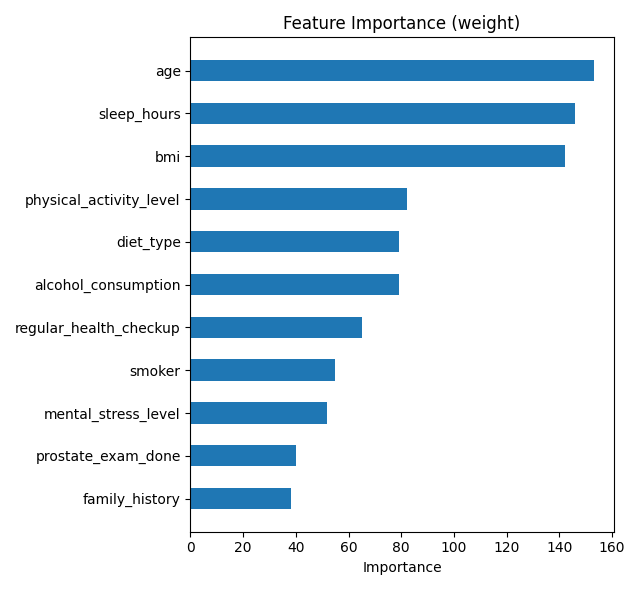 Feature Importance (weight)
age
sleep_hours
bmi
physical_activity_level
diet_type
alcohol_consumption
regular_health_checkup
smoker
mental_stress_level
prostate_exam_done
family_history
0 20 40 60 80 100 120 140 160
Importance